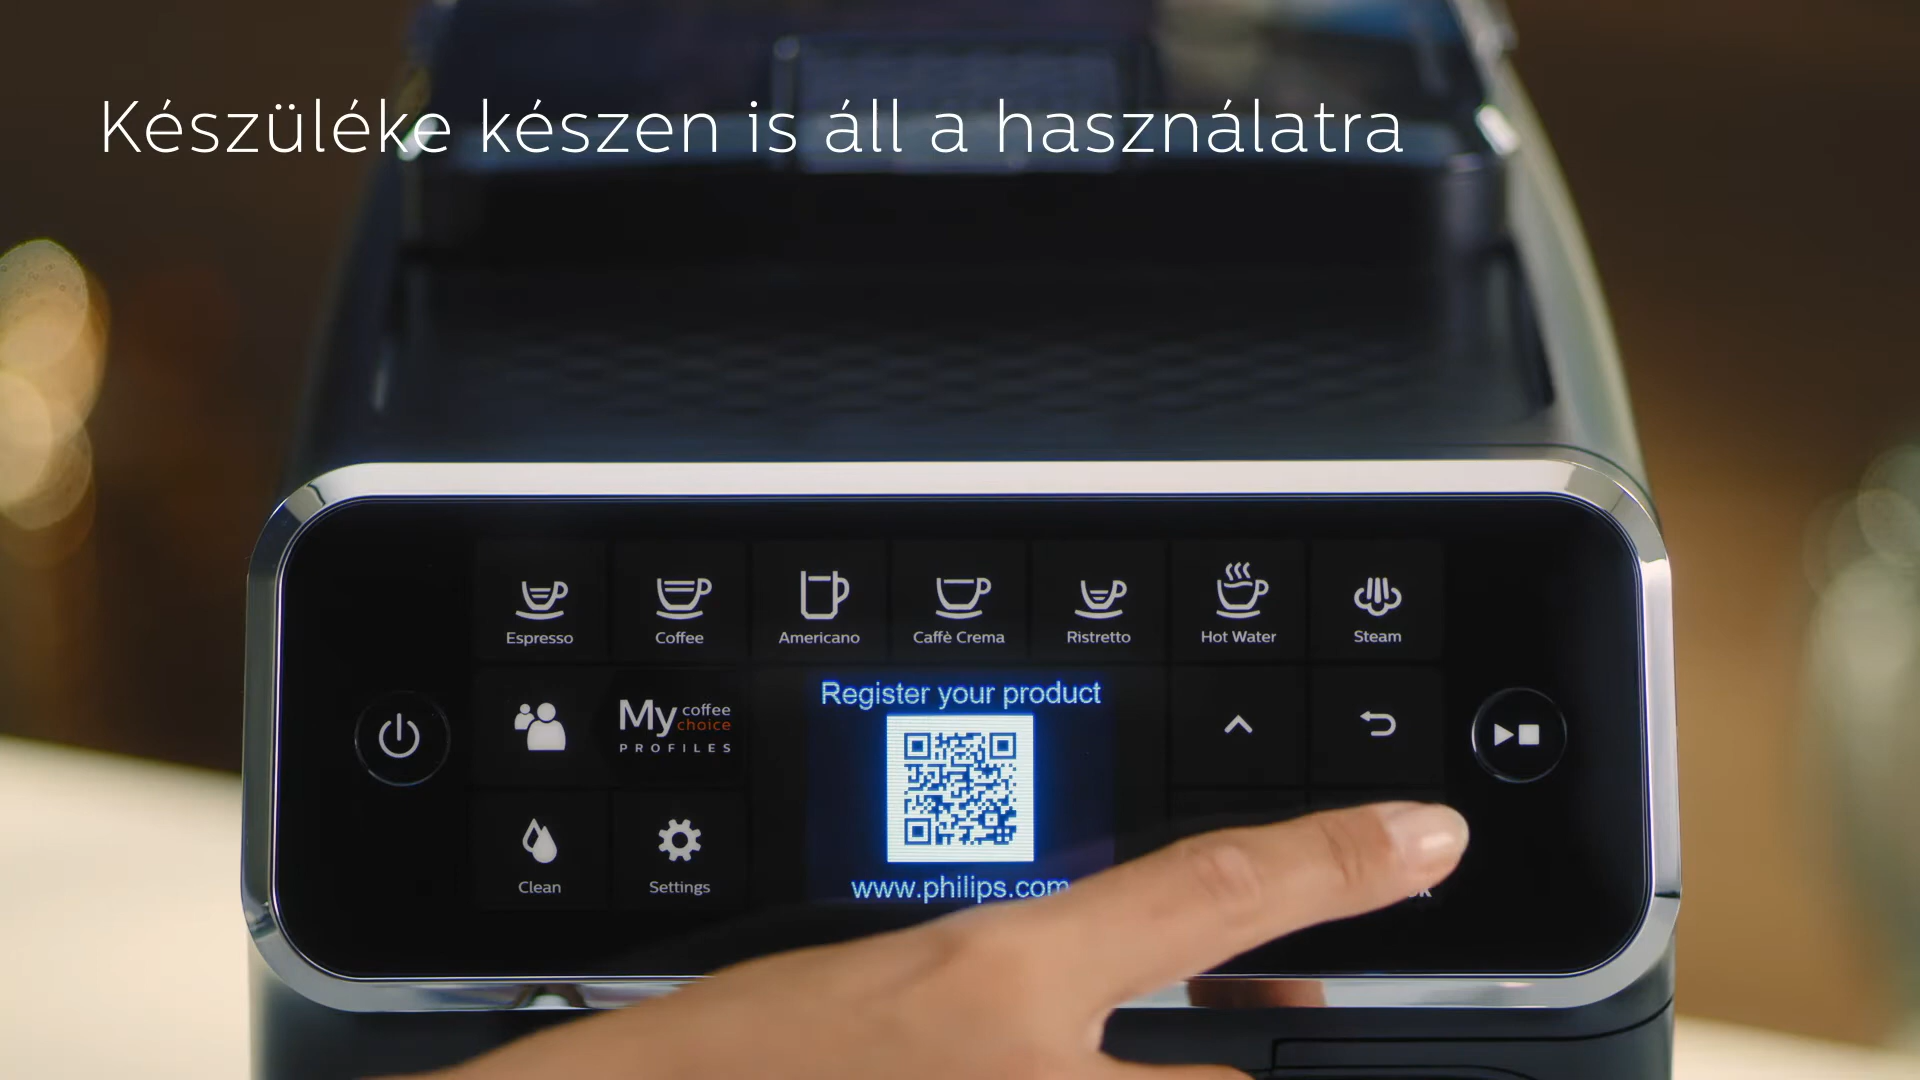 Készüléke készen is áll a használatra
Espresso
Coffee
Americano
Caffè Crema
Ristretto
Hot Water
Steam
My coffee choice
PROFILES
Register your product
www.philips.com
Clean
Settings